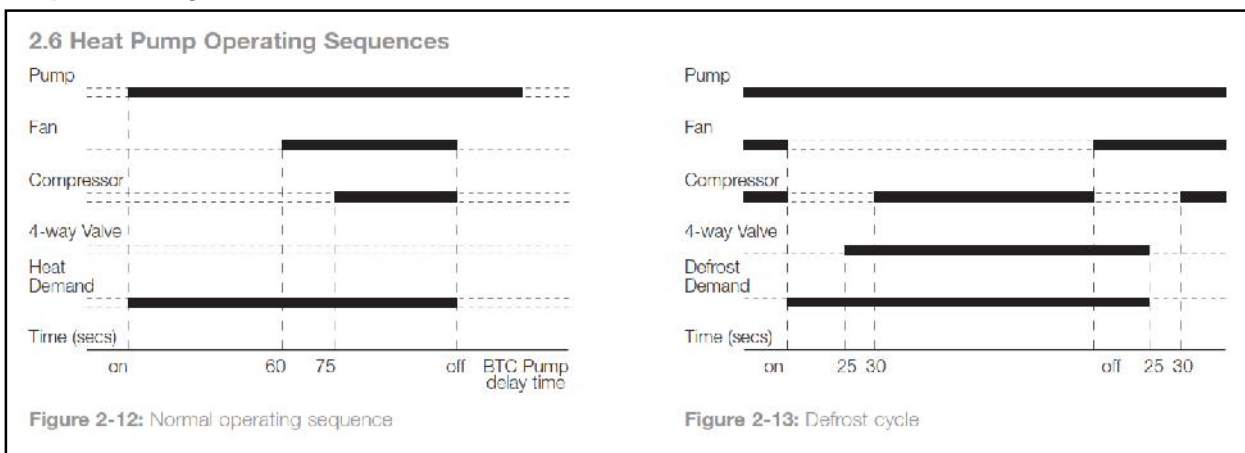 2.6 Heat Pump Operating Sequences
Pump
Fan
Compressor
4-way Valve
Heat
Demand
Time (secs)
on 60 75 off BTC Pump
delay time
Figure 2-12: Normal operating sequence
Pump
Fan
Compressor
4-way Valve
Defrost
Demand
Time (secs)
on 25 30 off 25 30
Figure 2-13: Defrost cycle